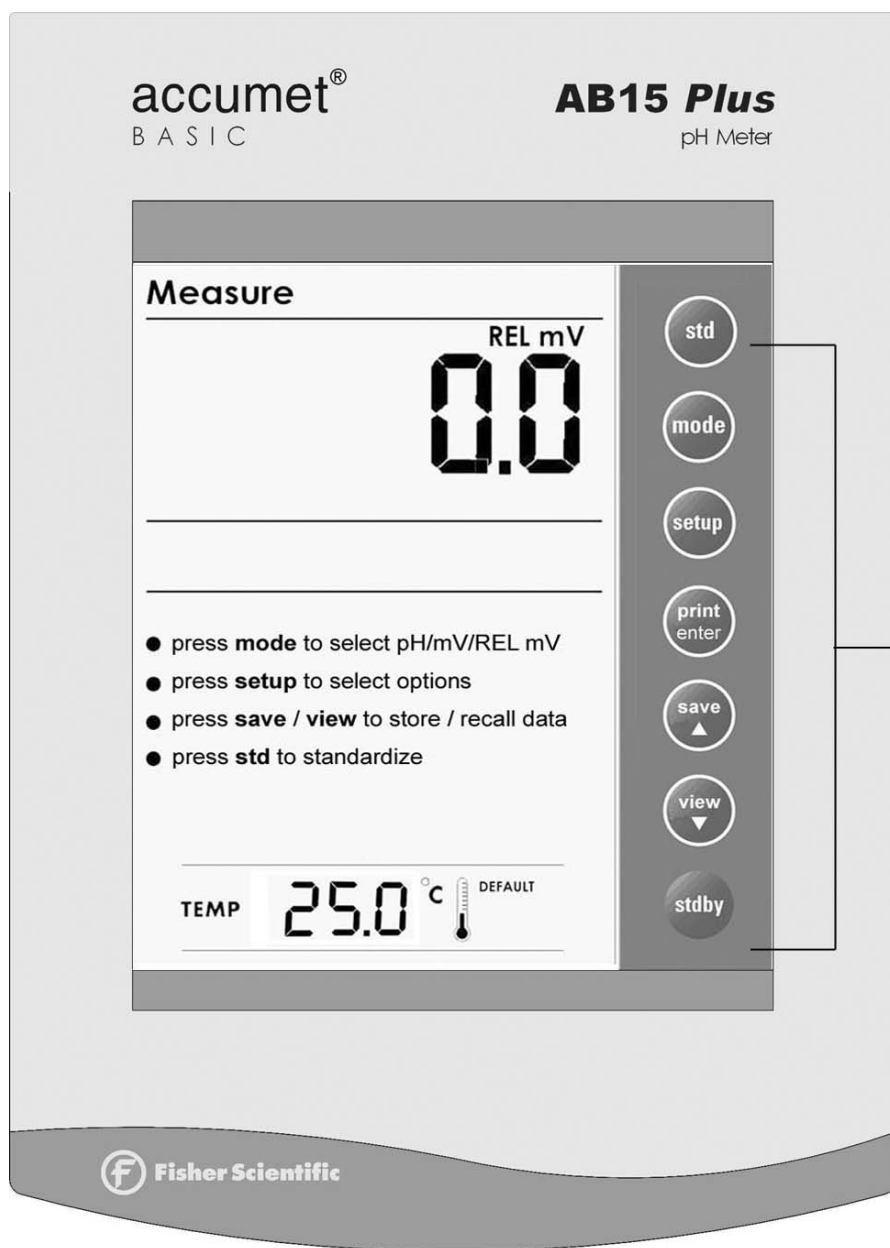 accumet®
BASIC
AB15 Plus
pH Meter
Measure
REL mV
0.0
● press mode to select pH/mV/REL mV
● press setup to select options
● press save / view to store / recall data
● press std to standardize
TEMP 25.0 °C DEFAULT
std
mode
setup
print
enter
save
▲
view
▼
stdby
F Fisher Scientific